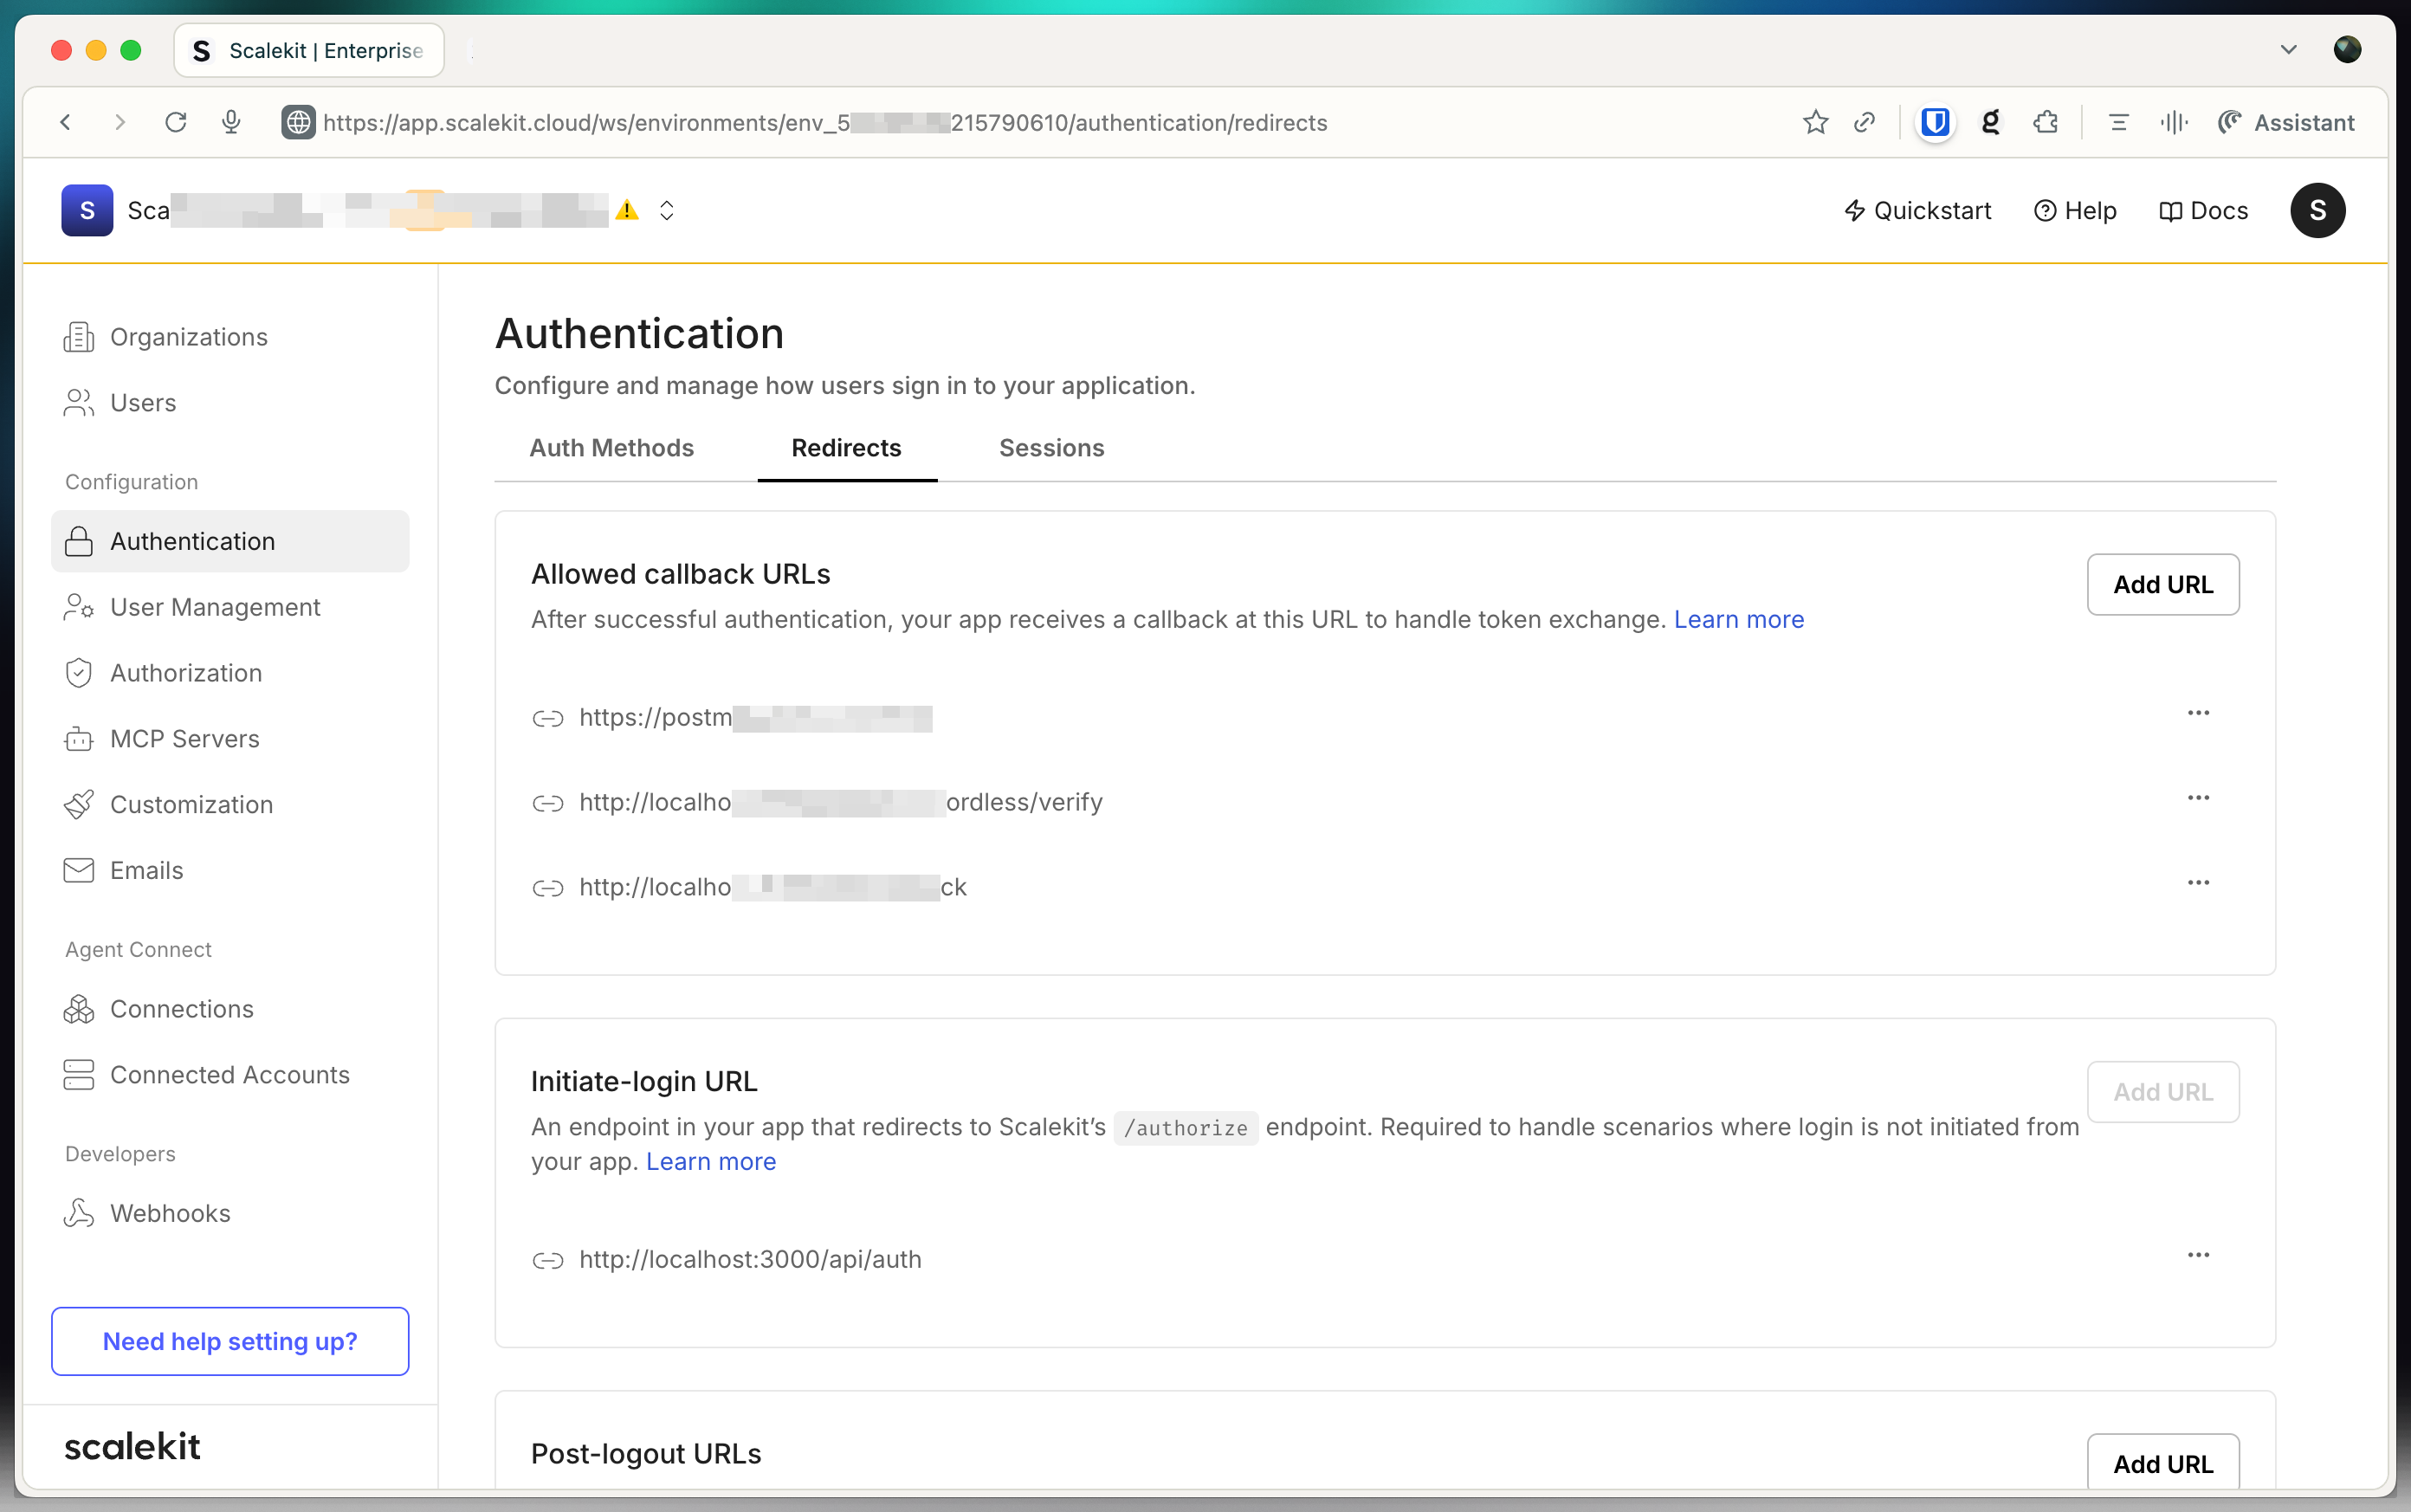 S Scalekit | Enterprise
https://app.scalekit.cloud/ws/environments/env_5 215790610/authentication/redirects
g
Assistant
S Sca
Quickstart
Help
Docs
S
Organizations
Users
Configuration
Authentication
User Management
Authorization
MCP Servers
Customization
Emails
Agent Connect
Connections
Connected Accounts
Developers
Webhooks
Need help setting up?
scalekit
Authentication
Configure and manage how users sign in to your application.
Auth Methods
Redirects
Sessions
Allowed callback URLs
Add URL
After successful authentication, your app receives a callback at this URL to handle token exchange. Learn more
https://postm
http://localho ordless/verify
http://localho ck
Initiate-login URL
Add URL
An endpoint in your app that redirects to Scalekit’s /authorize endpoint. Required to handle scenarios where login is not initiated from
your app. Learn more
http://localhost:3000/api/auth
Post-logout URLs
Add URL